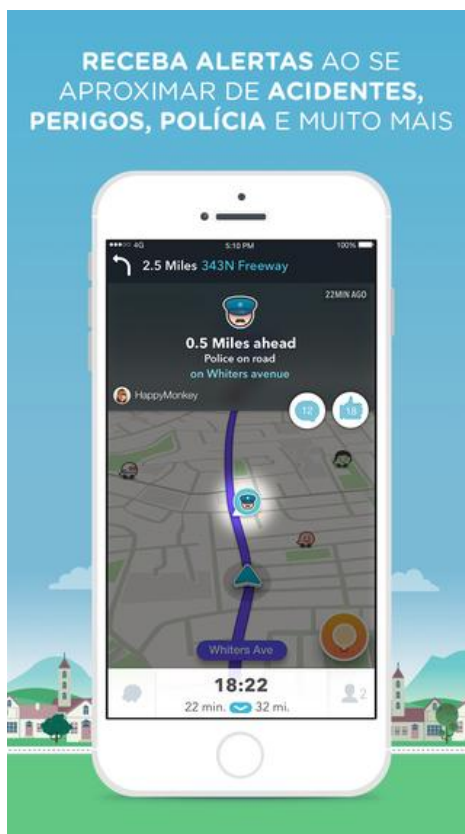 RECEBA ALERTAS AO SE
APROXIMAR DE ACIDENTES,
PERIGOS, POLÍCIA E MUITO MAIS
4G 5:10 PM 100%
2.5 Miles 343N Freeway
22MIN AGO
0.5 Miles ahead
Police on road
on Whiters avenue
HappyMonkey
12 18
Whiters Ave
18:22
22 min. 32 mi.
2